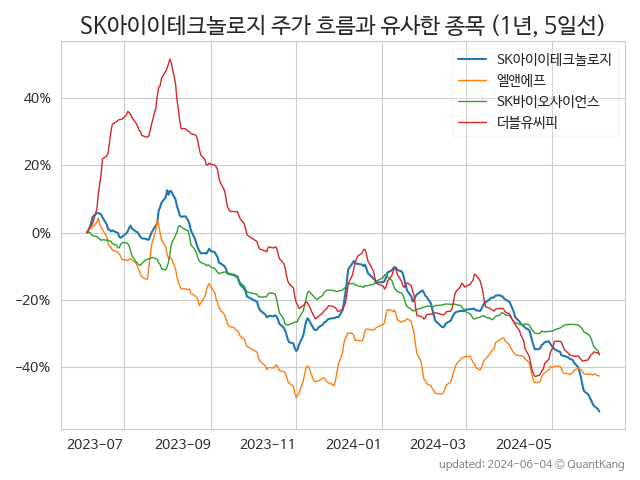 SK아이이테크놀로지 주가 흐름과 유사한 종목 (1년, 5일선)
SK아이이테크놀로지
엘앤에프
SK바이오사이언스
더블유씨피
40%
20%
0%
−20%
−40%
2023-07 2023-09 2023-11 2024-01 2024-03 2024-05
updated: 2024-06-04 © QuantKang